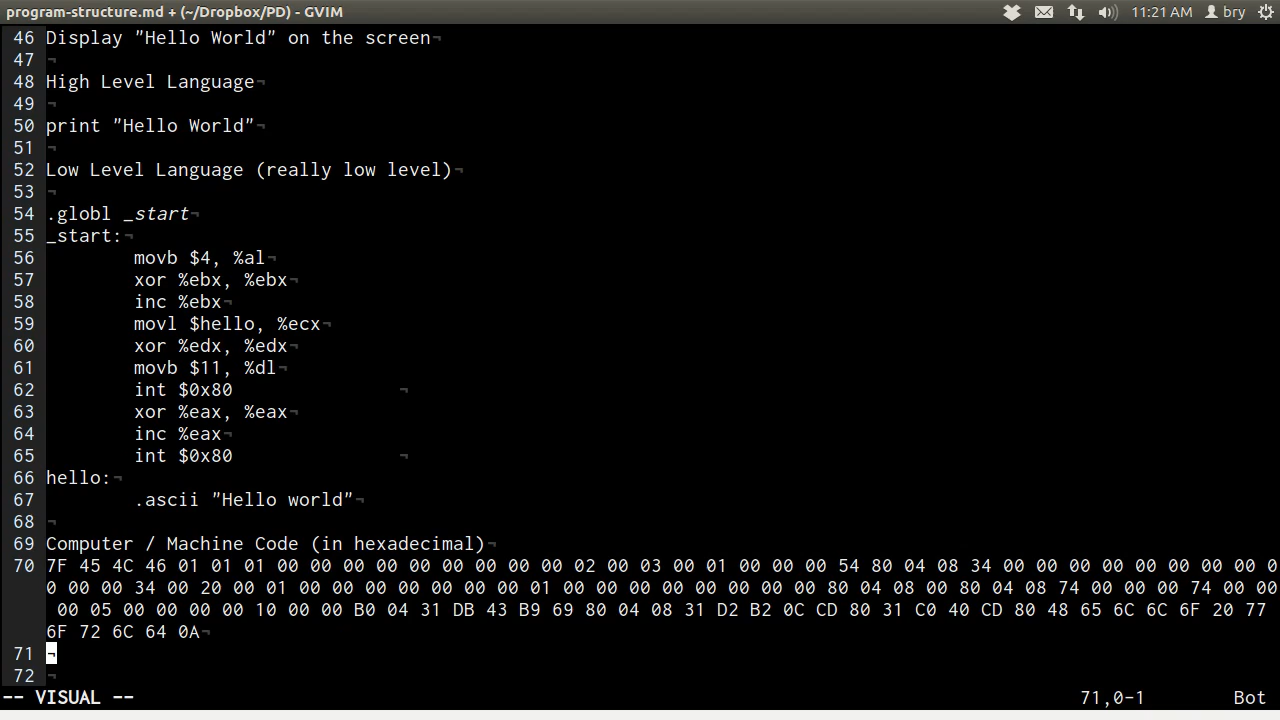 program-structure.md + (~/Dropbox/PD) - GVIM 11:21 AM bry
46 Display "Hello World" on the screen¬
47 ¬
48 High Level Language¬
49 ¬
50 print "Hello World"¬
51 ¬
52 Low Level Language (really low level)¬
53 ¬
54 .globl _start¬
55 _start:¬
56 movb $4, %al¬
57 xor %ebx, %ebx¬
58 inc %ebx¬
59 movl $hello, %ecx¬
60 xor %edx, %edx¬
61 movb $11, %dl¬
62 int $0x80 ¬
63 xor %eax, %eax¬
64 inc %eax¬
65 int $0x80 ¬
66 hello:¬
67 .ascii "Hello world"¬
68 ¬
69 Computer / Machine Code (in hexadecimal)¬
70 7F 45 4C 46 01 01 01 00 00 00 00 00 00 00 00 00 02 00 03 00 01 00 00 00 54 80 04 08 34 00 00 00 00 00 00 00 0
0 00 00 34 00 20 00 01 00 00 00 00 00 00 00 01 00 00 00 00 00 00 00 80 04 08 00 80 04 08 74 00 00 00 74 00 00
00 05 00 00 00 00 10 00 00 B0 04 31 DB 43 B9 69 80 04 08 31 D2 B2 0C CD 80 31 C0 40 CD 80 48 65 6C 6C 6F 20 77
6F 72 6C 64 0A¬
71 ¬
72 ¬
-- VISUAL -- 71,0-1 Bot